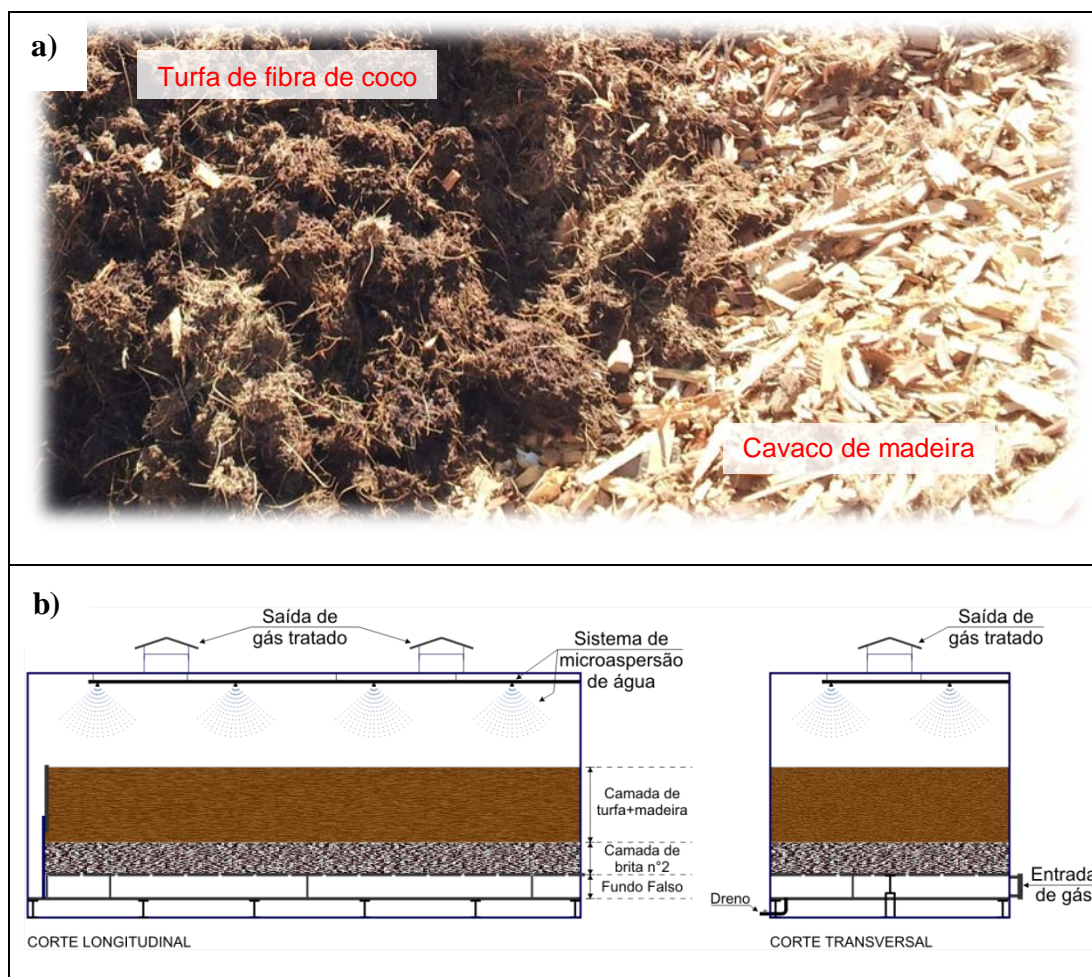 a)
Turfa de fibra de coco
Cavaco de madeira
b)
Saída de
gás tratado
Sistema de
microaspersão
de água
Camada de
turfa+madeira
Camada de
brita n°2
Fundo Falso
CORTE LONGITUDINAL
Saída de
gás tratado
Entrada
de gás
Dreno
CORTE TRANSVERSAL